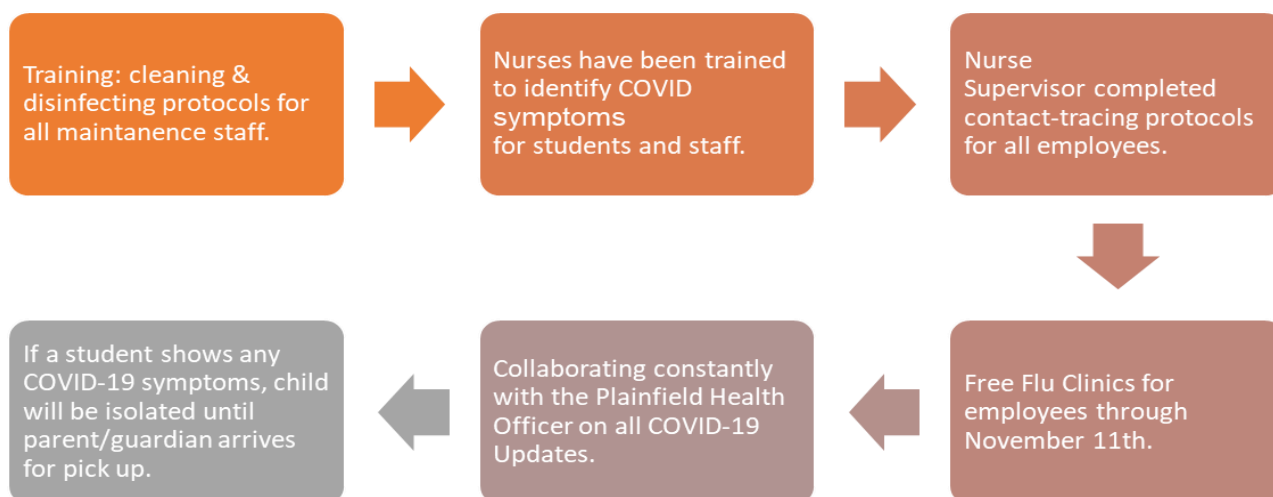 Training: cleaning &
disinfecting protocols for
all maintanence staff.
Nurses have been trained
to identify COVID
symptoms
for students and staff.
Nurse
Supervisor completed
contact-tracing protocols
for all employees.
Free Flu Clinics for
employees through
November 11th.
Collaborating constantly
with the Plainfield Health
Officer on all COVID-19
Updates.
If a student shows any
COVID-19 symptoms, child
will be isolated until
parent/guardian arrives
for pick up.